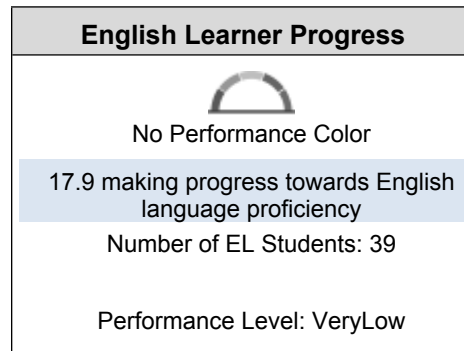 English Learner Progress
No Performance Color
17.9 making progress towards English
language proficiency
Number of EL Students: 39
Performance Level: VeryLow